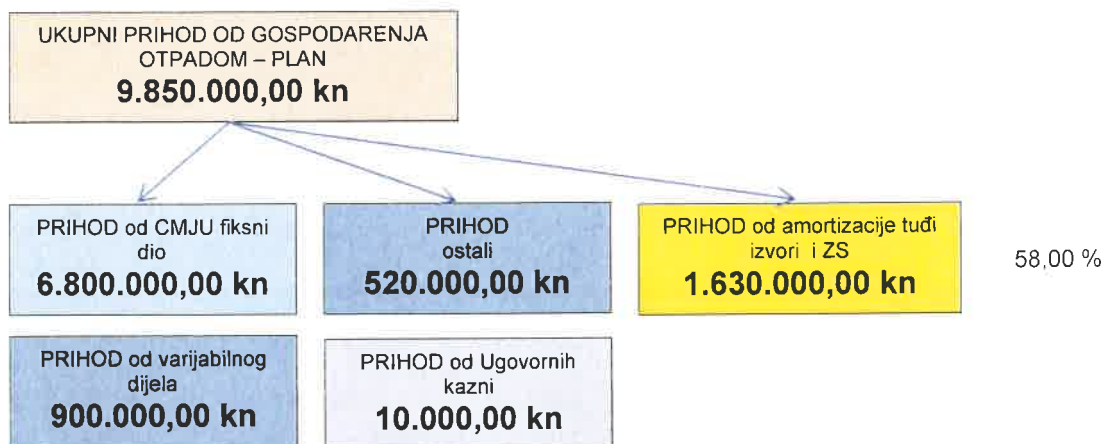 UKUPNI PRIHOD OD GOSPODARENJA
OTPADOM – PLAN
9.850.000,00 kn
PRIHOD od CMJU fiksni
dio
6.800.000,00 kn
PRIHOD
ostali
520.000,00 kn
PRIHOD od amortizacije tuđi
izvori i ZS
1.630.000,00 kn
58,00 %
PRIHOD od varijabilnog
dijela
900.000,00 kn
PRIHOD od Ugovornih
kazni
10.000,00 kn